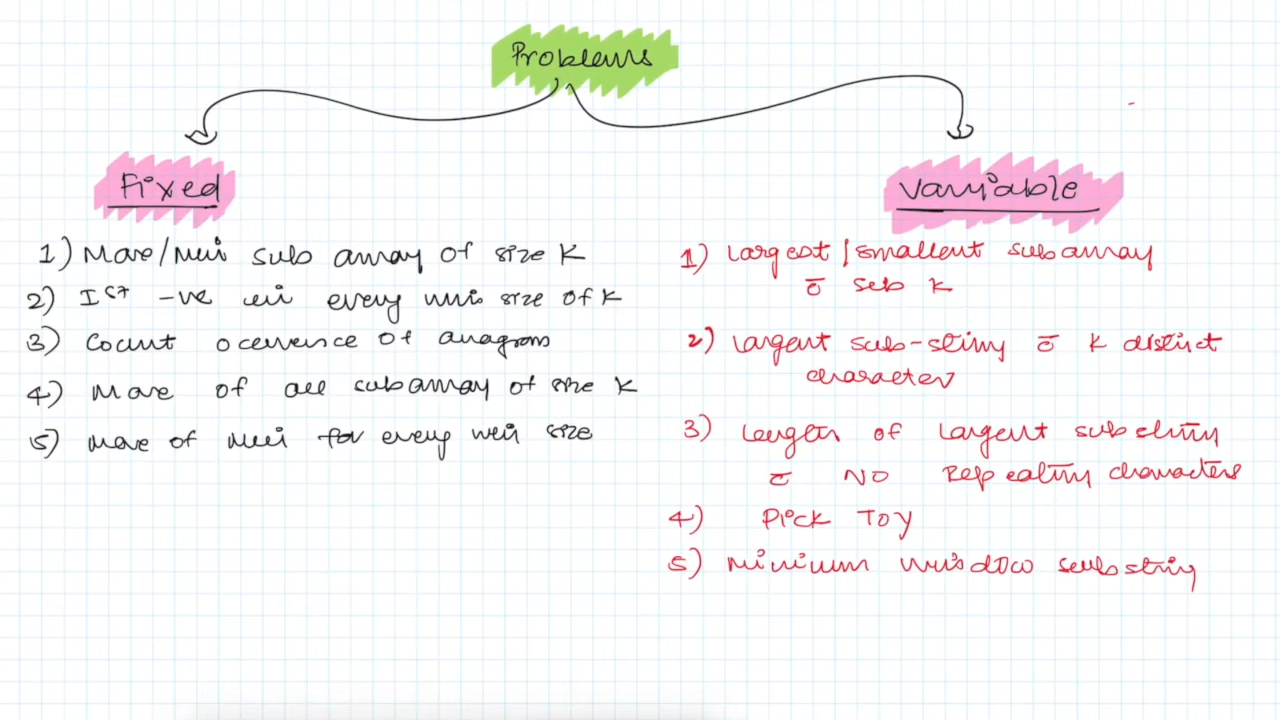 Problems
Fixed
Variable
1) Max/Min sub array of size K
2) Ist -ve in every win size of K
3) Count occurence of anagram
4) Max of all subarray of size K
5) Max of Min for every win size
1) Largest/smallest subarray
c̄ sum K
2) Largest sub-string c̄ K distinct
character
3) Length of Largest substring
c̄ NO Repeating characters
4) Pick Toy
5) Minimum window substring